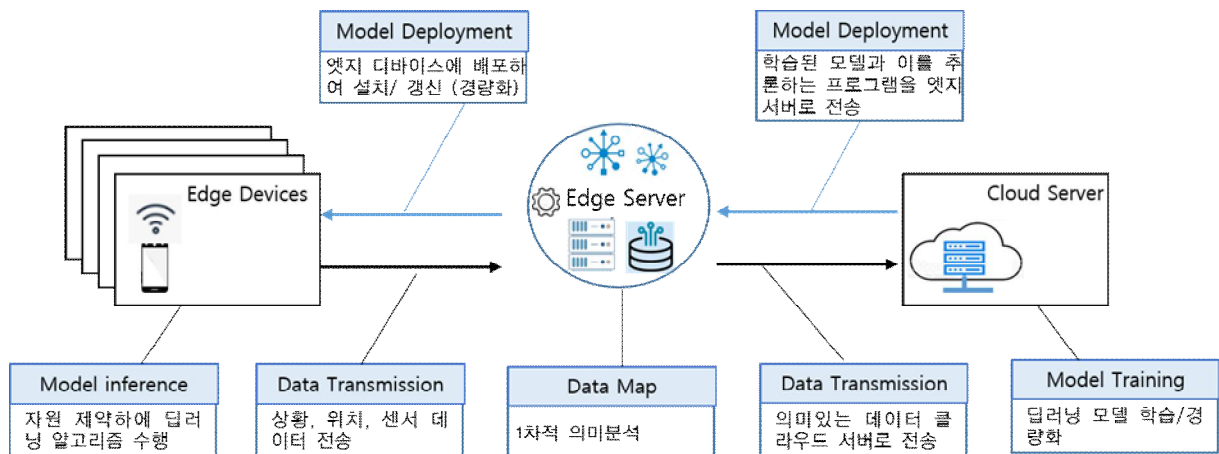 Model Deployment
엣지 디바이스에 배포하
여 설치/ 갱신 (경량화)
Model Deployment
학습된 모델과 이를 추
론하는 프로그램을 엣지
서버로 전송
Edge Devices
Edge Server
Cloud Server
Model inference
자원 제약하에 딥러
닝 알고리즘 수행
Data Transmission
상황, 위치, 센서 데
이터 전송
Data Map
1차적 의미분석
Data Transmission
의미있는 데이터 클
라우드 서버로 전송
Model Training
딥러닝 모델 학습/경
량화